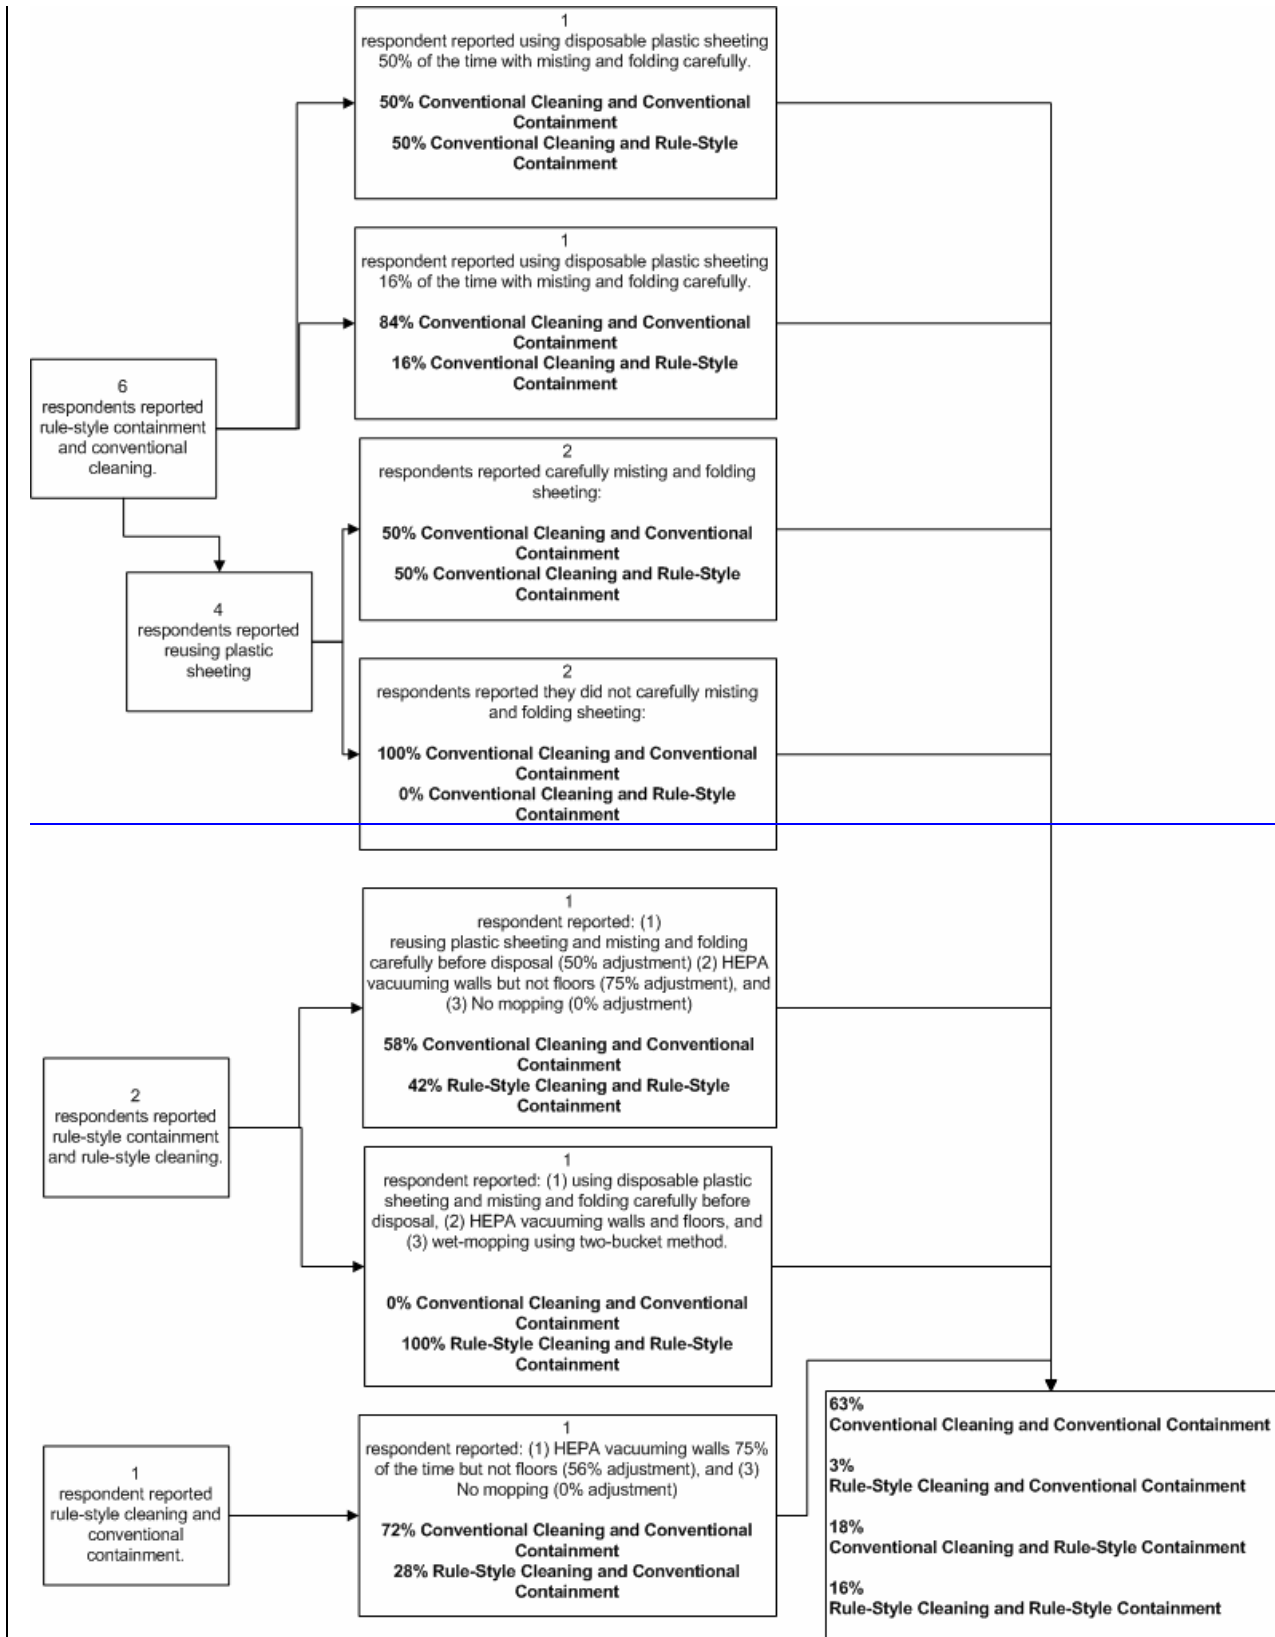 1
respondent reported using disposable plastic sheeting
50% of the time with misting and folding carefully.
50% Conventional Cleaning and Conventional
Containment
50% Conventional Cleaning and Rule-Style
Containment
1
respondent reported using disposable plastic sheeting
16% of the time with misting and folding carefully.
84% Conventional Cleaning and Conventional
Containment
16% Conventional Cleaning and Rule-Style
Containment
6
respondents reported
rule-style containment
and conventional
cleaning.
2
respondents reported carefully misting and folding
sheeting:
50% Conventional Cleaning and Conventional
Containment
50% Conventional Cleaning and Rule-Style
Containment
4
respondents reported
reusing plastic
sheeting
2
respondents reported they did not carefully misting
and folding sheeting:
100% Conventional Cleaning and Conventional
Containment
0% Conventional Cleaning and Rule-Style
Containment
1
respondent reported: (1)
reusing plastic sheeting and misting and folding
carefully before disposal (50% adjustment) (2) HEPA
vacuuming walls but not floors (75% adjustment), and
(3) No mopping (0% adjustment)
58% Conventional Cleaning and Conventional
Containment
42% Rule-Style Cleaning and Rule-Style
Containment
2
respondents reported
rule-style containment
and rule-style cleaning.
1
respondent reported: (1) using disposable plastic
sheeting and misting and folding carefully before
disposal, (2) HEPA vacuuming walls and floors, and
(3) wet-mopping using two-bucket method.
0% Conventional Cleaning and Conventional
Containment
100% Rule-Style Cleaning and Rule-Style
Containment
1
respondent reported
rule-style cleaning and
conventional
containment.
1
respondent reported: (1) HEPA vacuuming walls 75%
of the time but not floors (56% adjustment), and (3)
No mopping (0% adjustment)
72% Conventional Cleaning and Conventional
Containment
28% Rule-Style Cleaning and Conventional
Containment
63%
Conventional Cleaning and Conventional Containment
3%
Rule-Style Cleaning and Conventional Containment
18%
Conventional Cleaning and Rule-Style Containment
16%
Rule-Style Cleaning and Rule-Style Containment